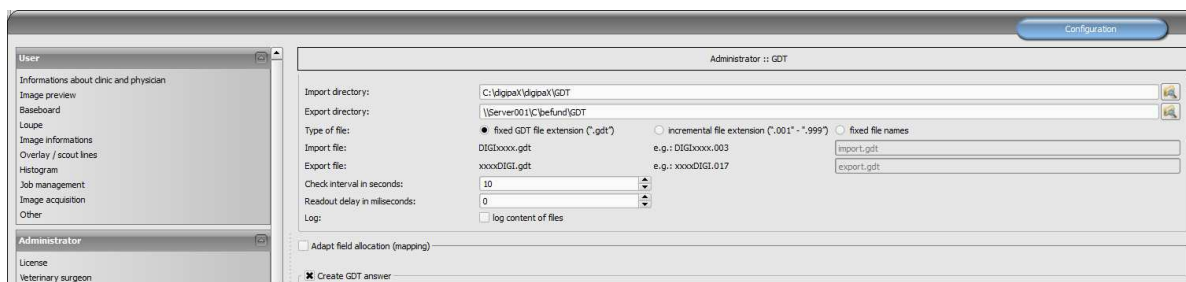 Configuration
User
Informations about clinic and physician
Image preview
Baseboard
Loupe
Image informations
Overlay / scout lines
Histogram
Job management
Image acquisition
Other
Administrator
License
Veterinary surgeon
Administrator :: GDT
Import directory: C:\digipaX\digipaX\GDT
Export directory: \\Server001\C\befund\GDT
Type of file: fixed GDT file extension (".gdt") incremental file extension (".001" - ".999") fixed file names
Import file: DIGIxxxx.gdt e.g.: DIGIxxxx.003 import.gdt
Export file: xxxxDIGI.gdt e.g.: xxxxDIGI.017 export.gdt
Check interval in seconds: 10
Readout delay in miliseconds: 0
Log: log content of files
Adapt field allocation (mapping)
Create GDT answer